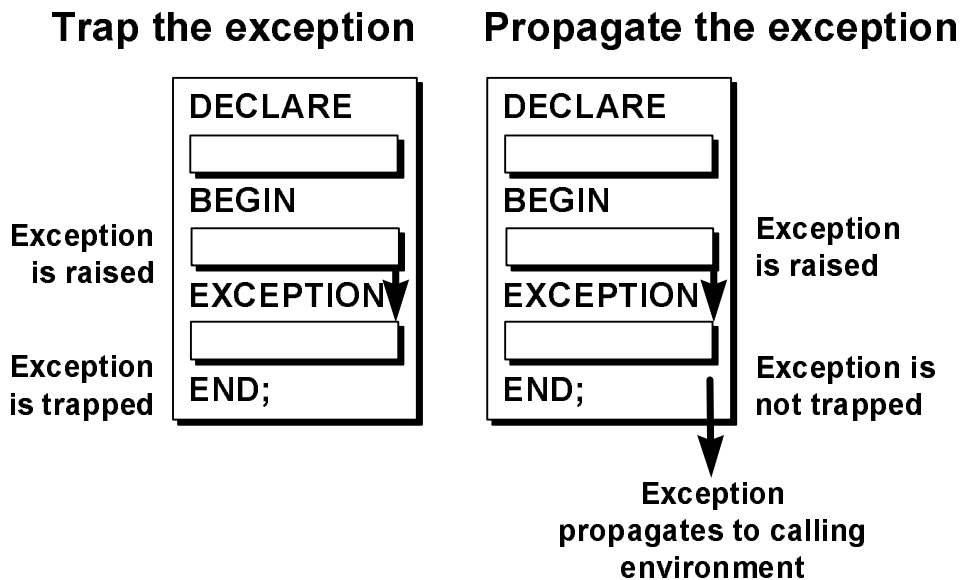 Trap the exception
DECLARE
BEGIN
Exception
is raised
EXCEPTION
Exception
is trapped
END;
Propagate the exception
DECLARE
BEGIN
Exception
is raised
EXCEPTION
Exception is
not trapped
END;
Exception
propagates to calling
environment